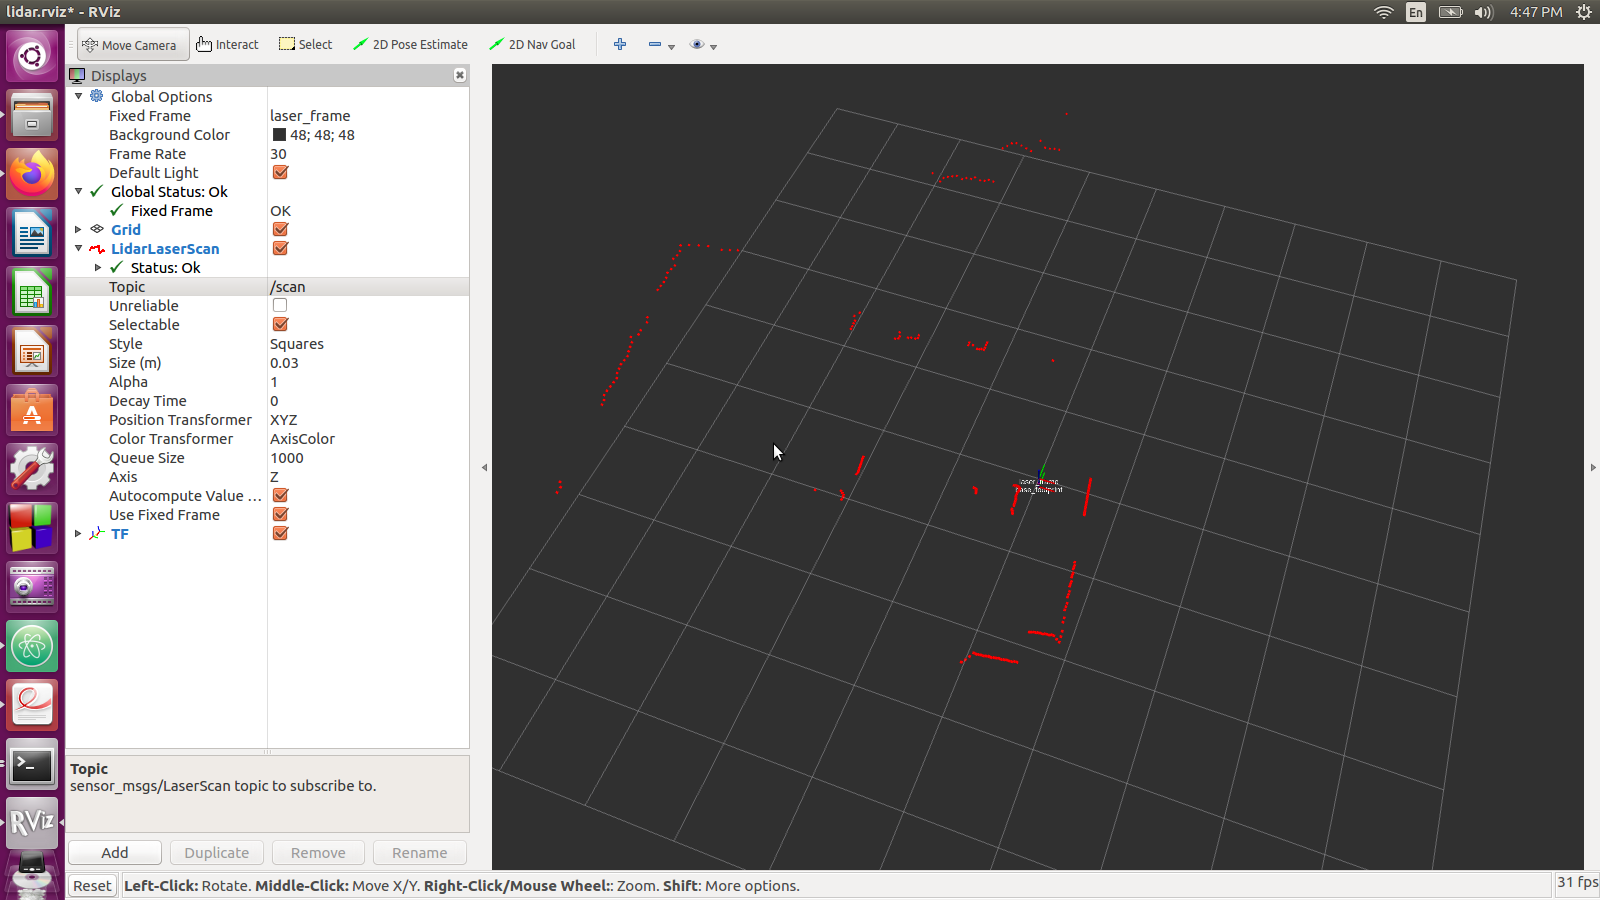 lidar.rviz* - RViz
En
4:47 PM
Move Camera
Interact
Select
2D Pose Estimate
2D Nav Goal
Displays
Global Options
Fixed Frame laser_frame
Background Color 48; 48; 48
Frame Rate 30
Default Light
Global Status: Ok
Fixed Frame OK
Grid
LidarLaserScan
Status: Ok
Topic /scan
Unreliable
Selectable
Style Squares
Size (m) 0.03
Alpha 1
Decay Time 0
Position Transformer XYZ
Color Transformer AxisColor
Queue Size 1000
Axis Z
Autocompute Value ...
Use Fixed Frame
TF
laser_frame
base_footprint
Topic
sensor_msgs/LaserScan topic to subscribe to.
Add Duplicate Remove Rename
RViz
Reset Left-Click: Rotate. Middle-Click: Move X/Y. Right-Click/Mouse Wheel:: Zoom. Shift: More options. 31 fps